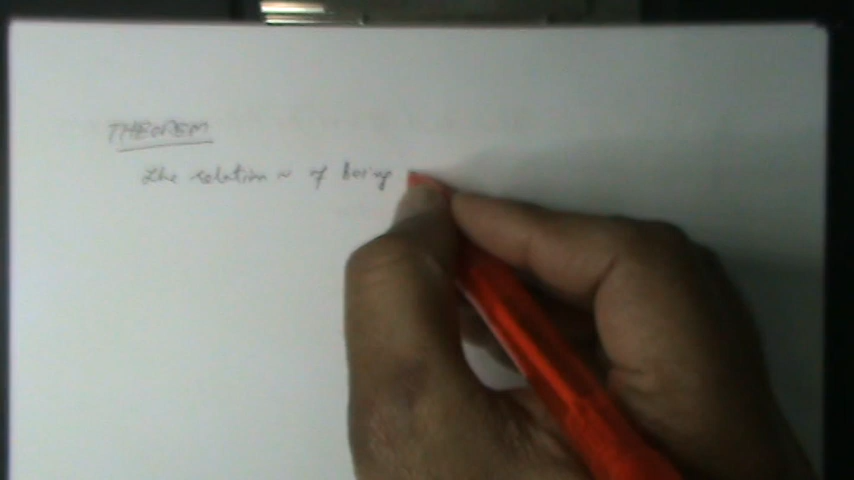 THEOREM
The relation ~ of being